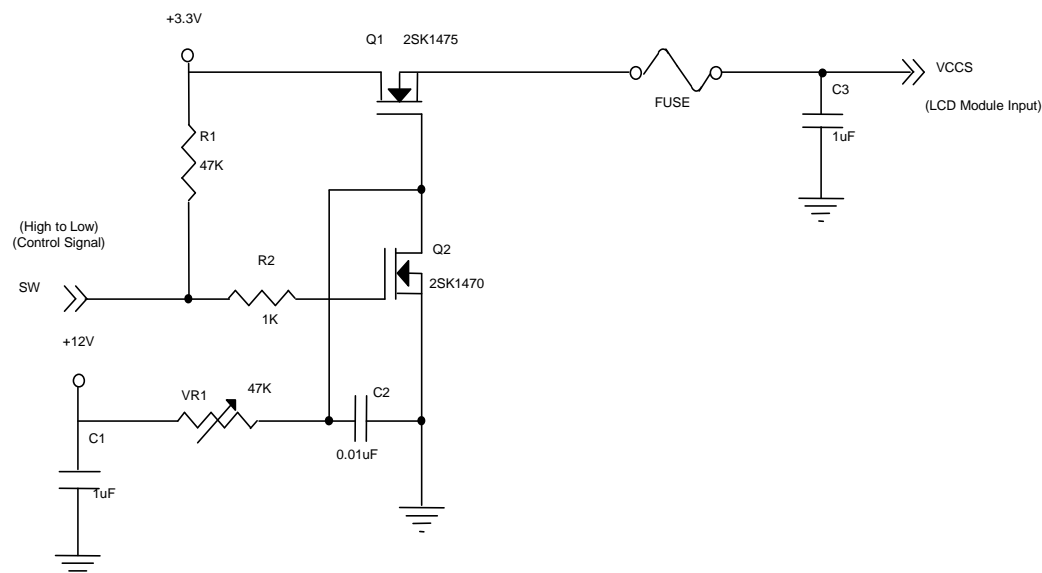 +3.3V
Q1 2SK1475
VCCS
FUSE
C3
(LCD Module Input)
R1
1uF
47K
(High to Low)
(Control Signal)
R2
Q2
SW
2SK1470
1K
+12V
VR1
47K
C2
C1
0.01uF
1uF